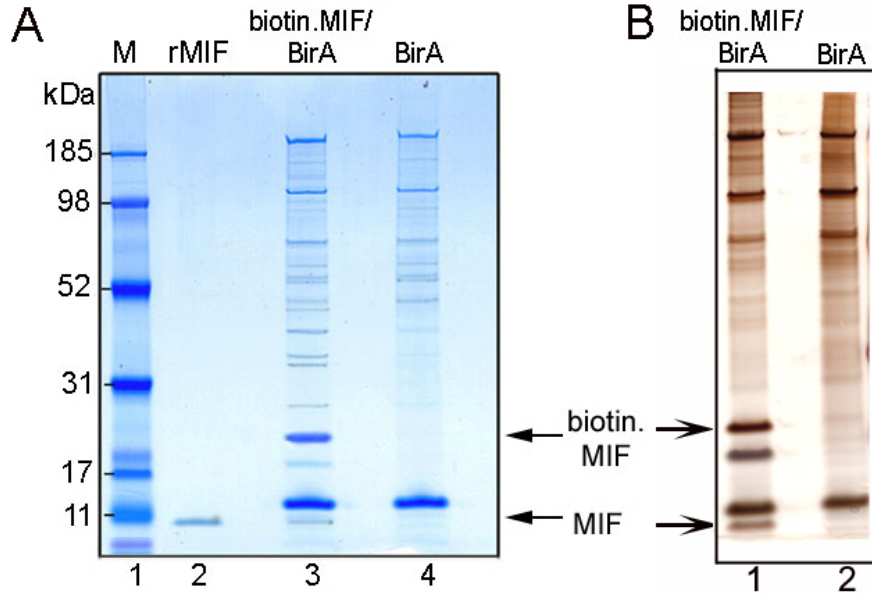 A
biotin.MIF/
M rMIF BirA BirA
kDa
185
98
52
31
17
11
1 2 3 4
B
biotin.MIF/
BirA BirA
biotin.
MIF
MIF
1 2